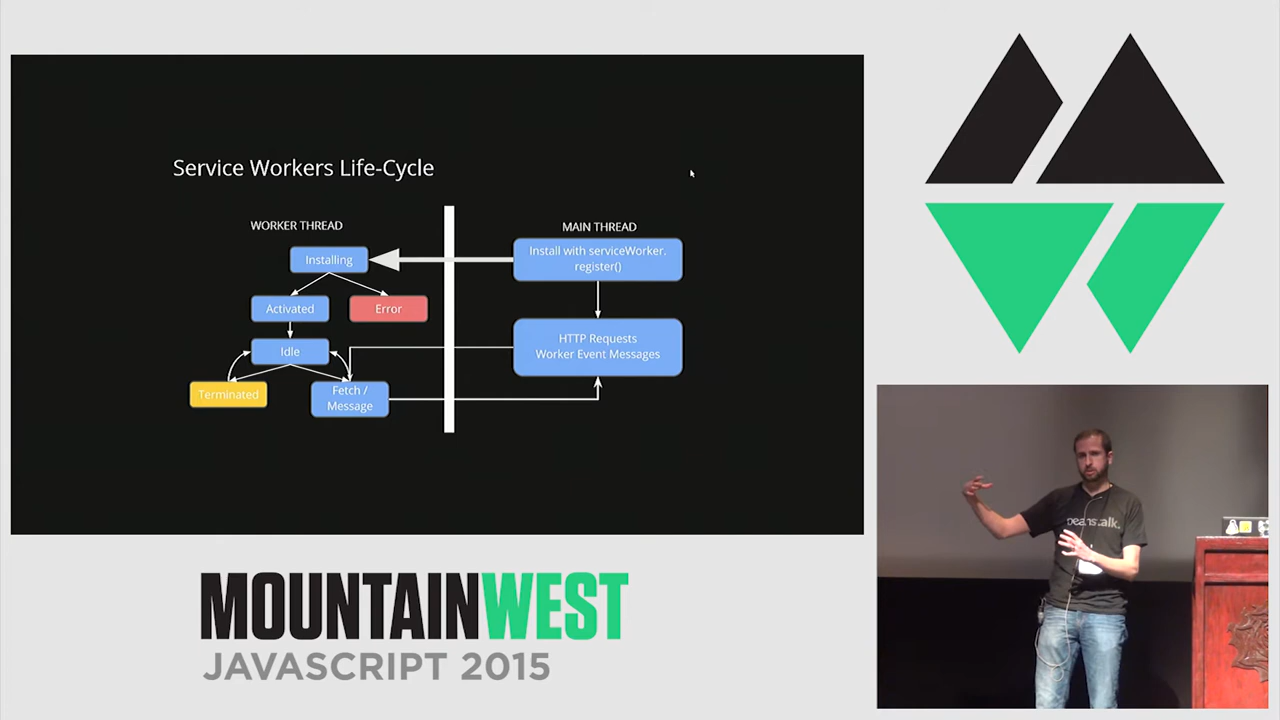 Service Workers Life-Cycle
WORKER THREAD
MAIN THREAD
Installing
Install with serviceWorker.
register()
Activated
Error
HTTP Requests
Worker Event Messages
Idle
Terminated
Fetch /
Message
MOUNTAINWEST
JAVASCRIPT 2015
beanstalk.